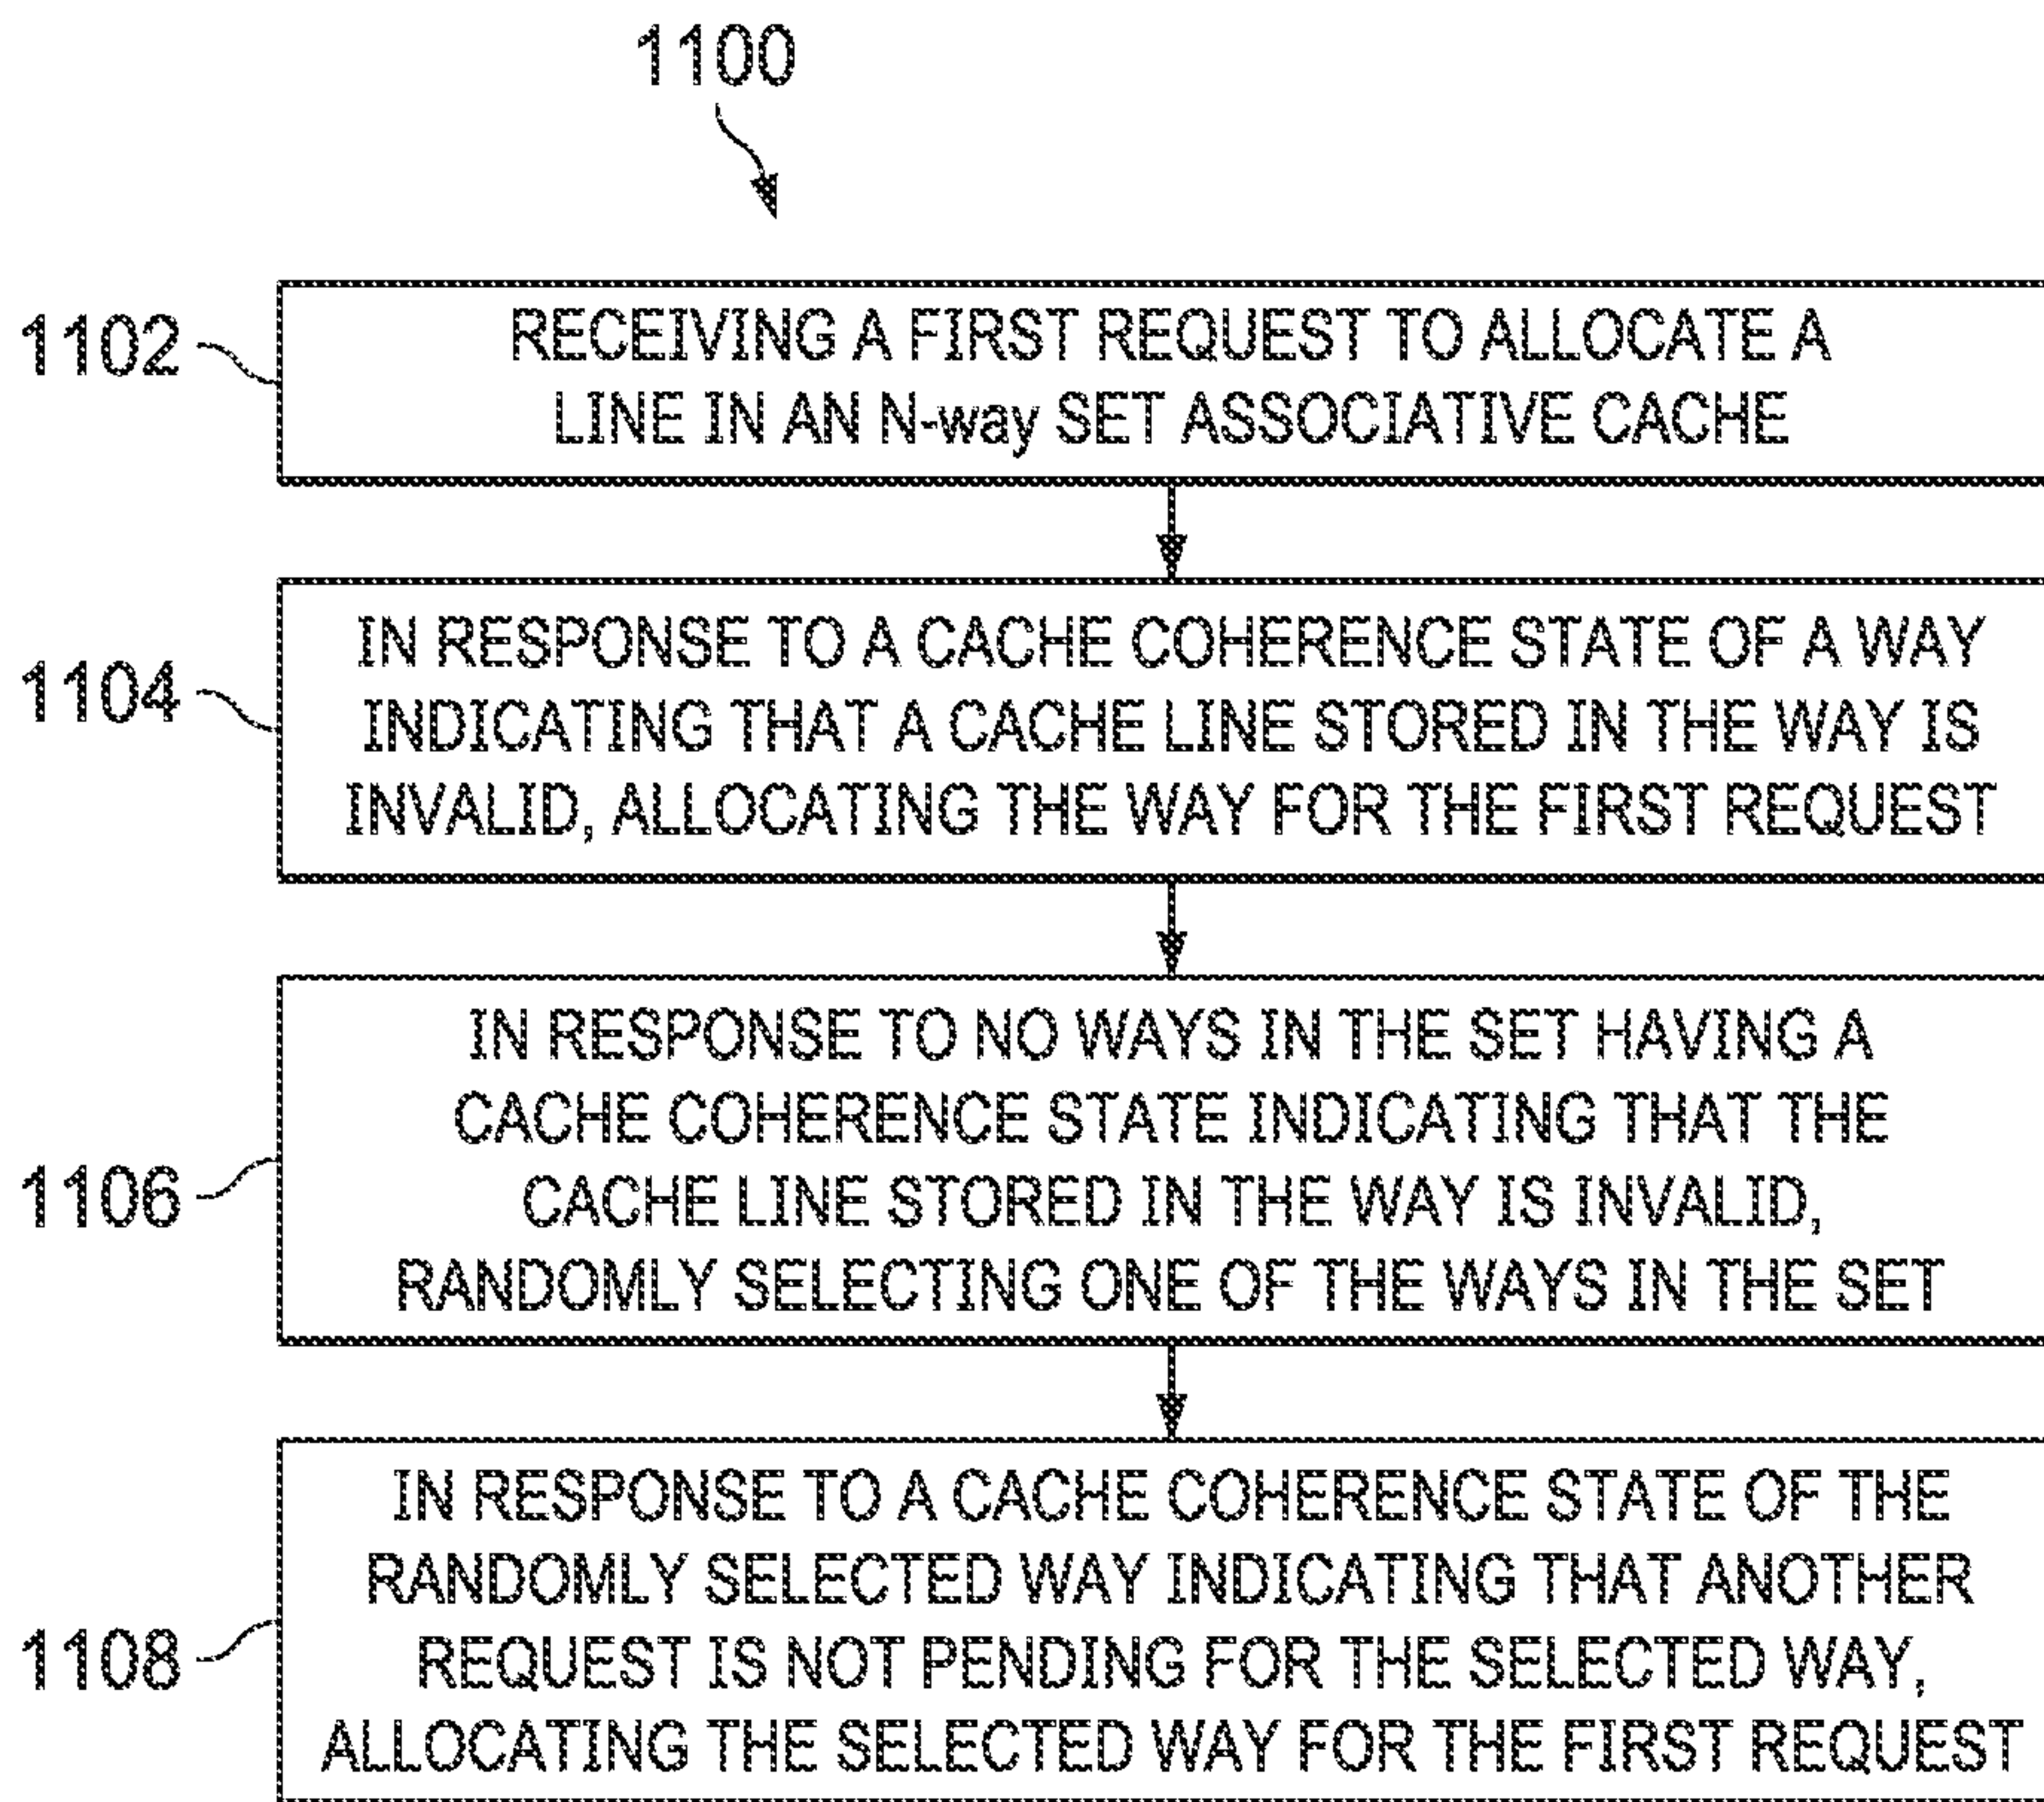 1100
1102
RECEIVING A FIRST REQUEST TO ALLOCATE A
LINE IN AN N-way SET ASSOCIATIVE CACHE
1104
IN RESPONSE TO A CACHE COHERENCE STATE OF A WAY
INDICATING THAT A CACHE LINE STORED IN THE WAY IS
INVALID, ALLOCATING THE WAY FOR THE FIRST REQUEST
1106
IN RESPONSE TO NO WAYS IN THE SET HAVING A
CACHE COHERENCE STATE INDICATING THAT THE
CACHE LINE STORED IN THE WAY IS INVALID,
RANDOMLY SELECTING ONE OF THE WAYS IN THE SET
1108
IN RESPONSE TO A CACHE COHERENCE STATE OF THE
RANDOMLY SELECTED WAY INDICATING THAT ANOTHER
REQUEST IS NOT PENDING FOR THE SELECTED WAY,
ALLOCATING THE SELECTED WAY FOR THE FIRST REQUEST